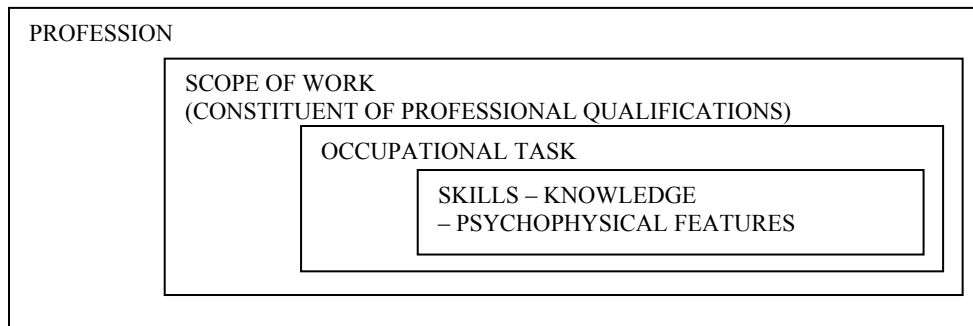 PROFESSION
SCOPE OF WORK
(CONSTITUENT OF PROFESSIONAL QUALIFICATIONS)
OCCUPATIONAL TASK
SKILLS – KNOWLEDGE
– PSYCHOPHYSICAL FEATURES